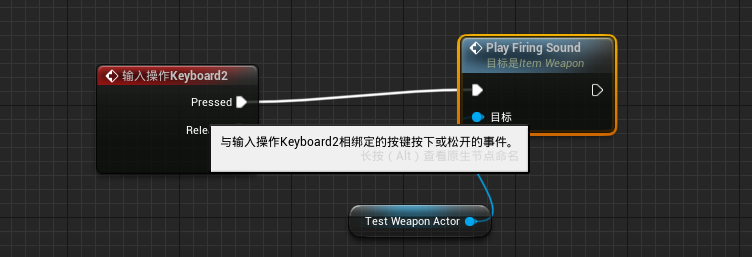 输入操作Keyboard2
Pressed
Rele
Play Firing Sound
目标是Item Weapon
目标
与输入操作Keyboard2相绑定的按键按下或松开的事件。
长按（Alt）查看原生节点命名
Test Weapon Actor